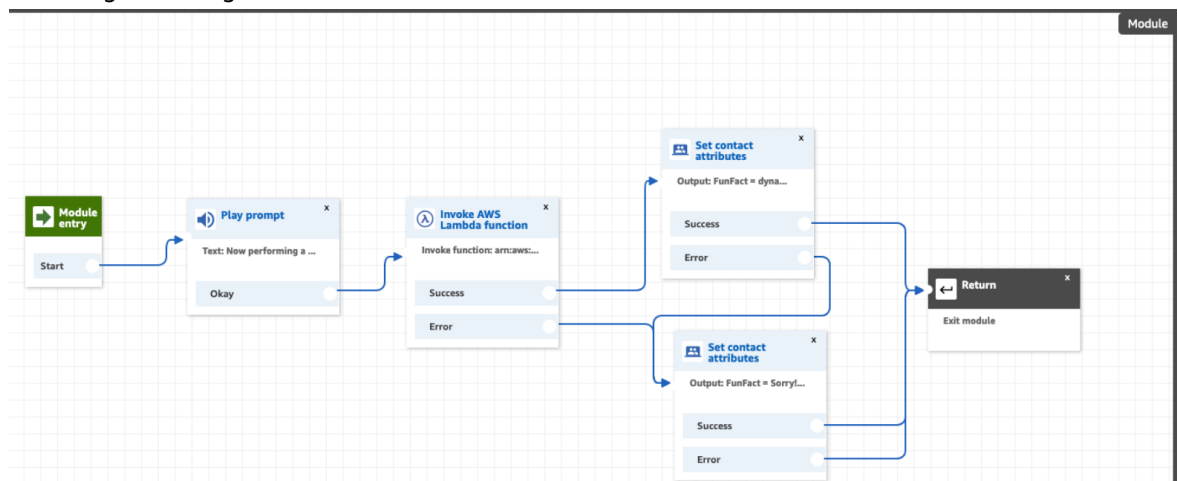 Module
Module
entry
Start
Play prompt
x
Text: Now performing a ...
Okay
Invoke AWS
Lambda function
x
Invoke function: arn:aws:...
Success
Error
Set contact
attributes
x
Output: FunFact = dyna...
Success
Error
Set contact
attributes
x
Output: FunFact = Sorry!...
Success
Error
Return
x
Exit module